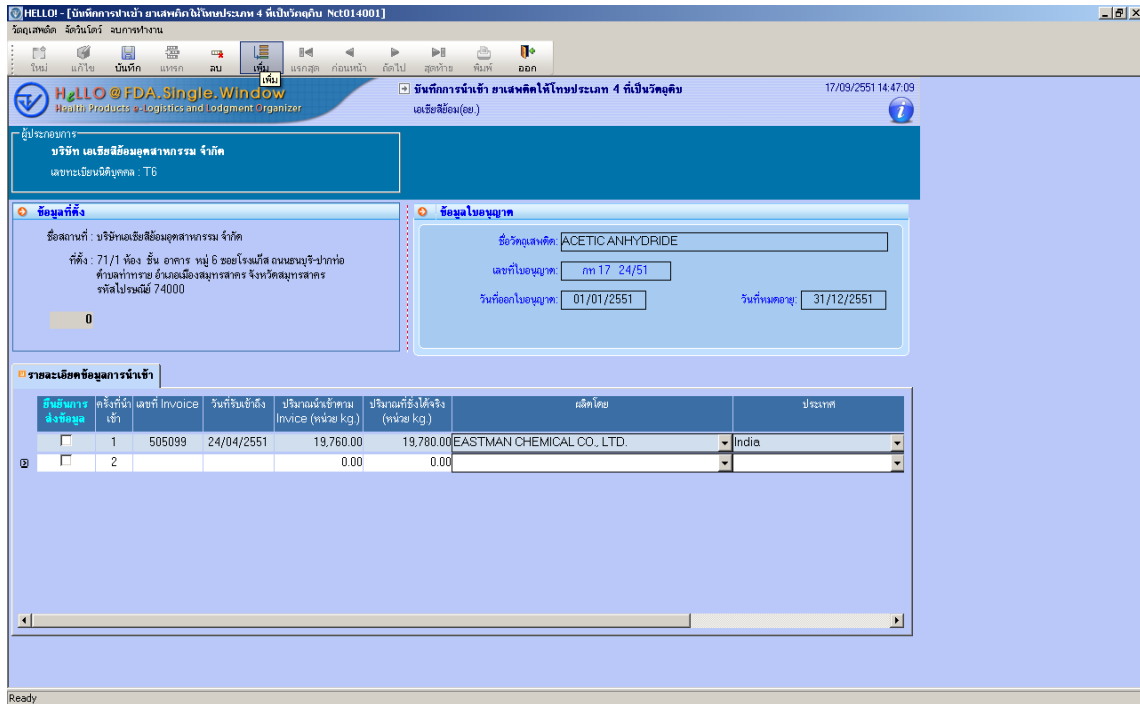 HELLO! - [บันทึกการนำเข้า ยาเสพติดให้โทษประเภท 4 ที่เป็นวัตถุดิบ Nct014001]
วัตถุเสพติด จัดวินโดว์ จบการทำงาน
ใหม่ แก้ไข บันทึก แทรก ลบ เพิ่ม แรกสุด ก่อนหน้า ถัดไป สุดท้าย พิมพ์ ออก
เพิ่ม
HeLLO @ FDA.Single.Window
Health Products e-Logistics and Lodgment Organizer
บันทึกการนำเข้า ยาเสพติดให้โทษประเภท 4 ที่เป็นวัตถุดิบ
17/09/2551 14:47:09
เอเซียสีย้อม(อย.)
ผู้ประกอบการ
บริษัท เอเซียสีย้อมอุตสาหกรรม จำกัด
เลขทะเบียนนิติบุคคล : T6
ข้อมูลที่ตั้ง
ชื่อสถานที่ : บริษัทเอเซียสีย้อมอุตสาหกรรม จำกัด
ที่ตั้ง : 71/1 ห้อง ชั้น อาคาร หมู่ 6 ซอยโรงแก๊ส ถนนธนบุรี-ปากท่อ
ตำบลท่าทราย อำเภอเมืองสมุทรสาคร จังหวัดสมุทรสาคร
รหัสไปรษณีย์ 74000
0
ข้อมูลใบอนุญาต
ชื่อวัตถุเสพติด: ACETIC ANHYDRIDE
เลขที่ใบอนุญาต: กท 17 24/51
วันที่ออกใบอนุญาต: 01/01/2551 วันที่หมดอายุ: 31/12/2551
รายละเอียดข้อมูลการนำเข้า
ยืนยันการ ครั้งที่นำ เลขที่ Invoice วันที่รับเข้าถึง ปริมาณนำเข้าตาม ปริมาณที่ชั่งได้จริง ผลิตโดย ประเทศ
ส่งข้อมูล เข้า Invice (หน่วย kg.) (หน่วย kg.)
1 505099 24/04/2551 19,760.00 19,780.00 EASTMAN CHEMICAL CO., LTD. India
2 0.00 0.00
Ready